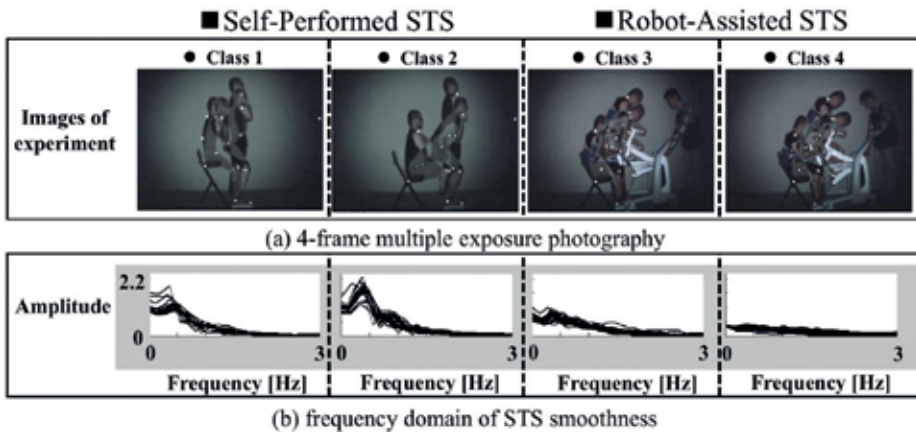 ■ Self-Performed STS ■ Robot-Assisted STS
● Class 1 ● Class 2 ● Class 3 ● Class 4
Images of
experiment
(a) 4-frame multiple exposure photography
Amplitude
2.2
0
0 3 0 3 0 3 0 3
Frequency [Hz] Frequency [Hz] Frequency [Hz] Frequency [Hz]
(b) frequency domain of STS smoothness